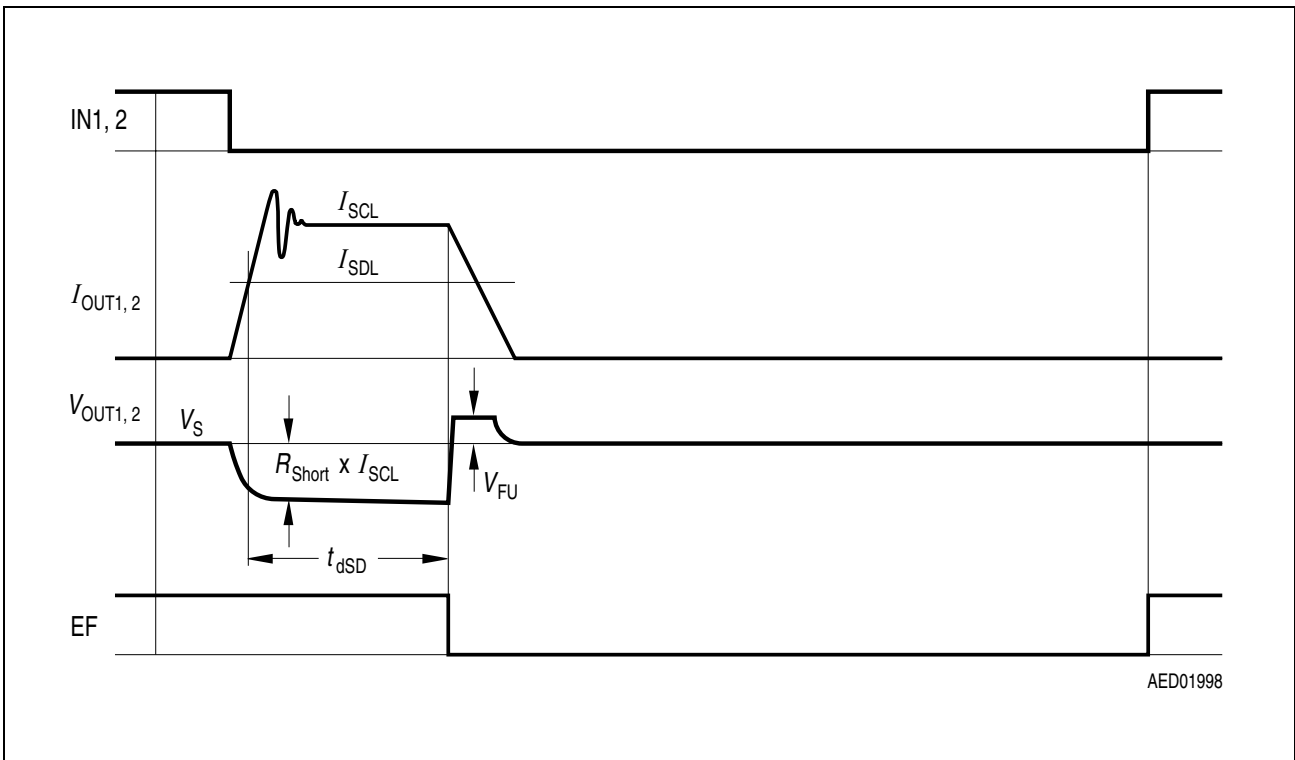 IN1, 2
I_SCL
I_SDL
I_OUT1, 2
V_OUT1, 2
V_S
R_Short x I_SCL
V_FU
t_dSD
EF
AED01998